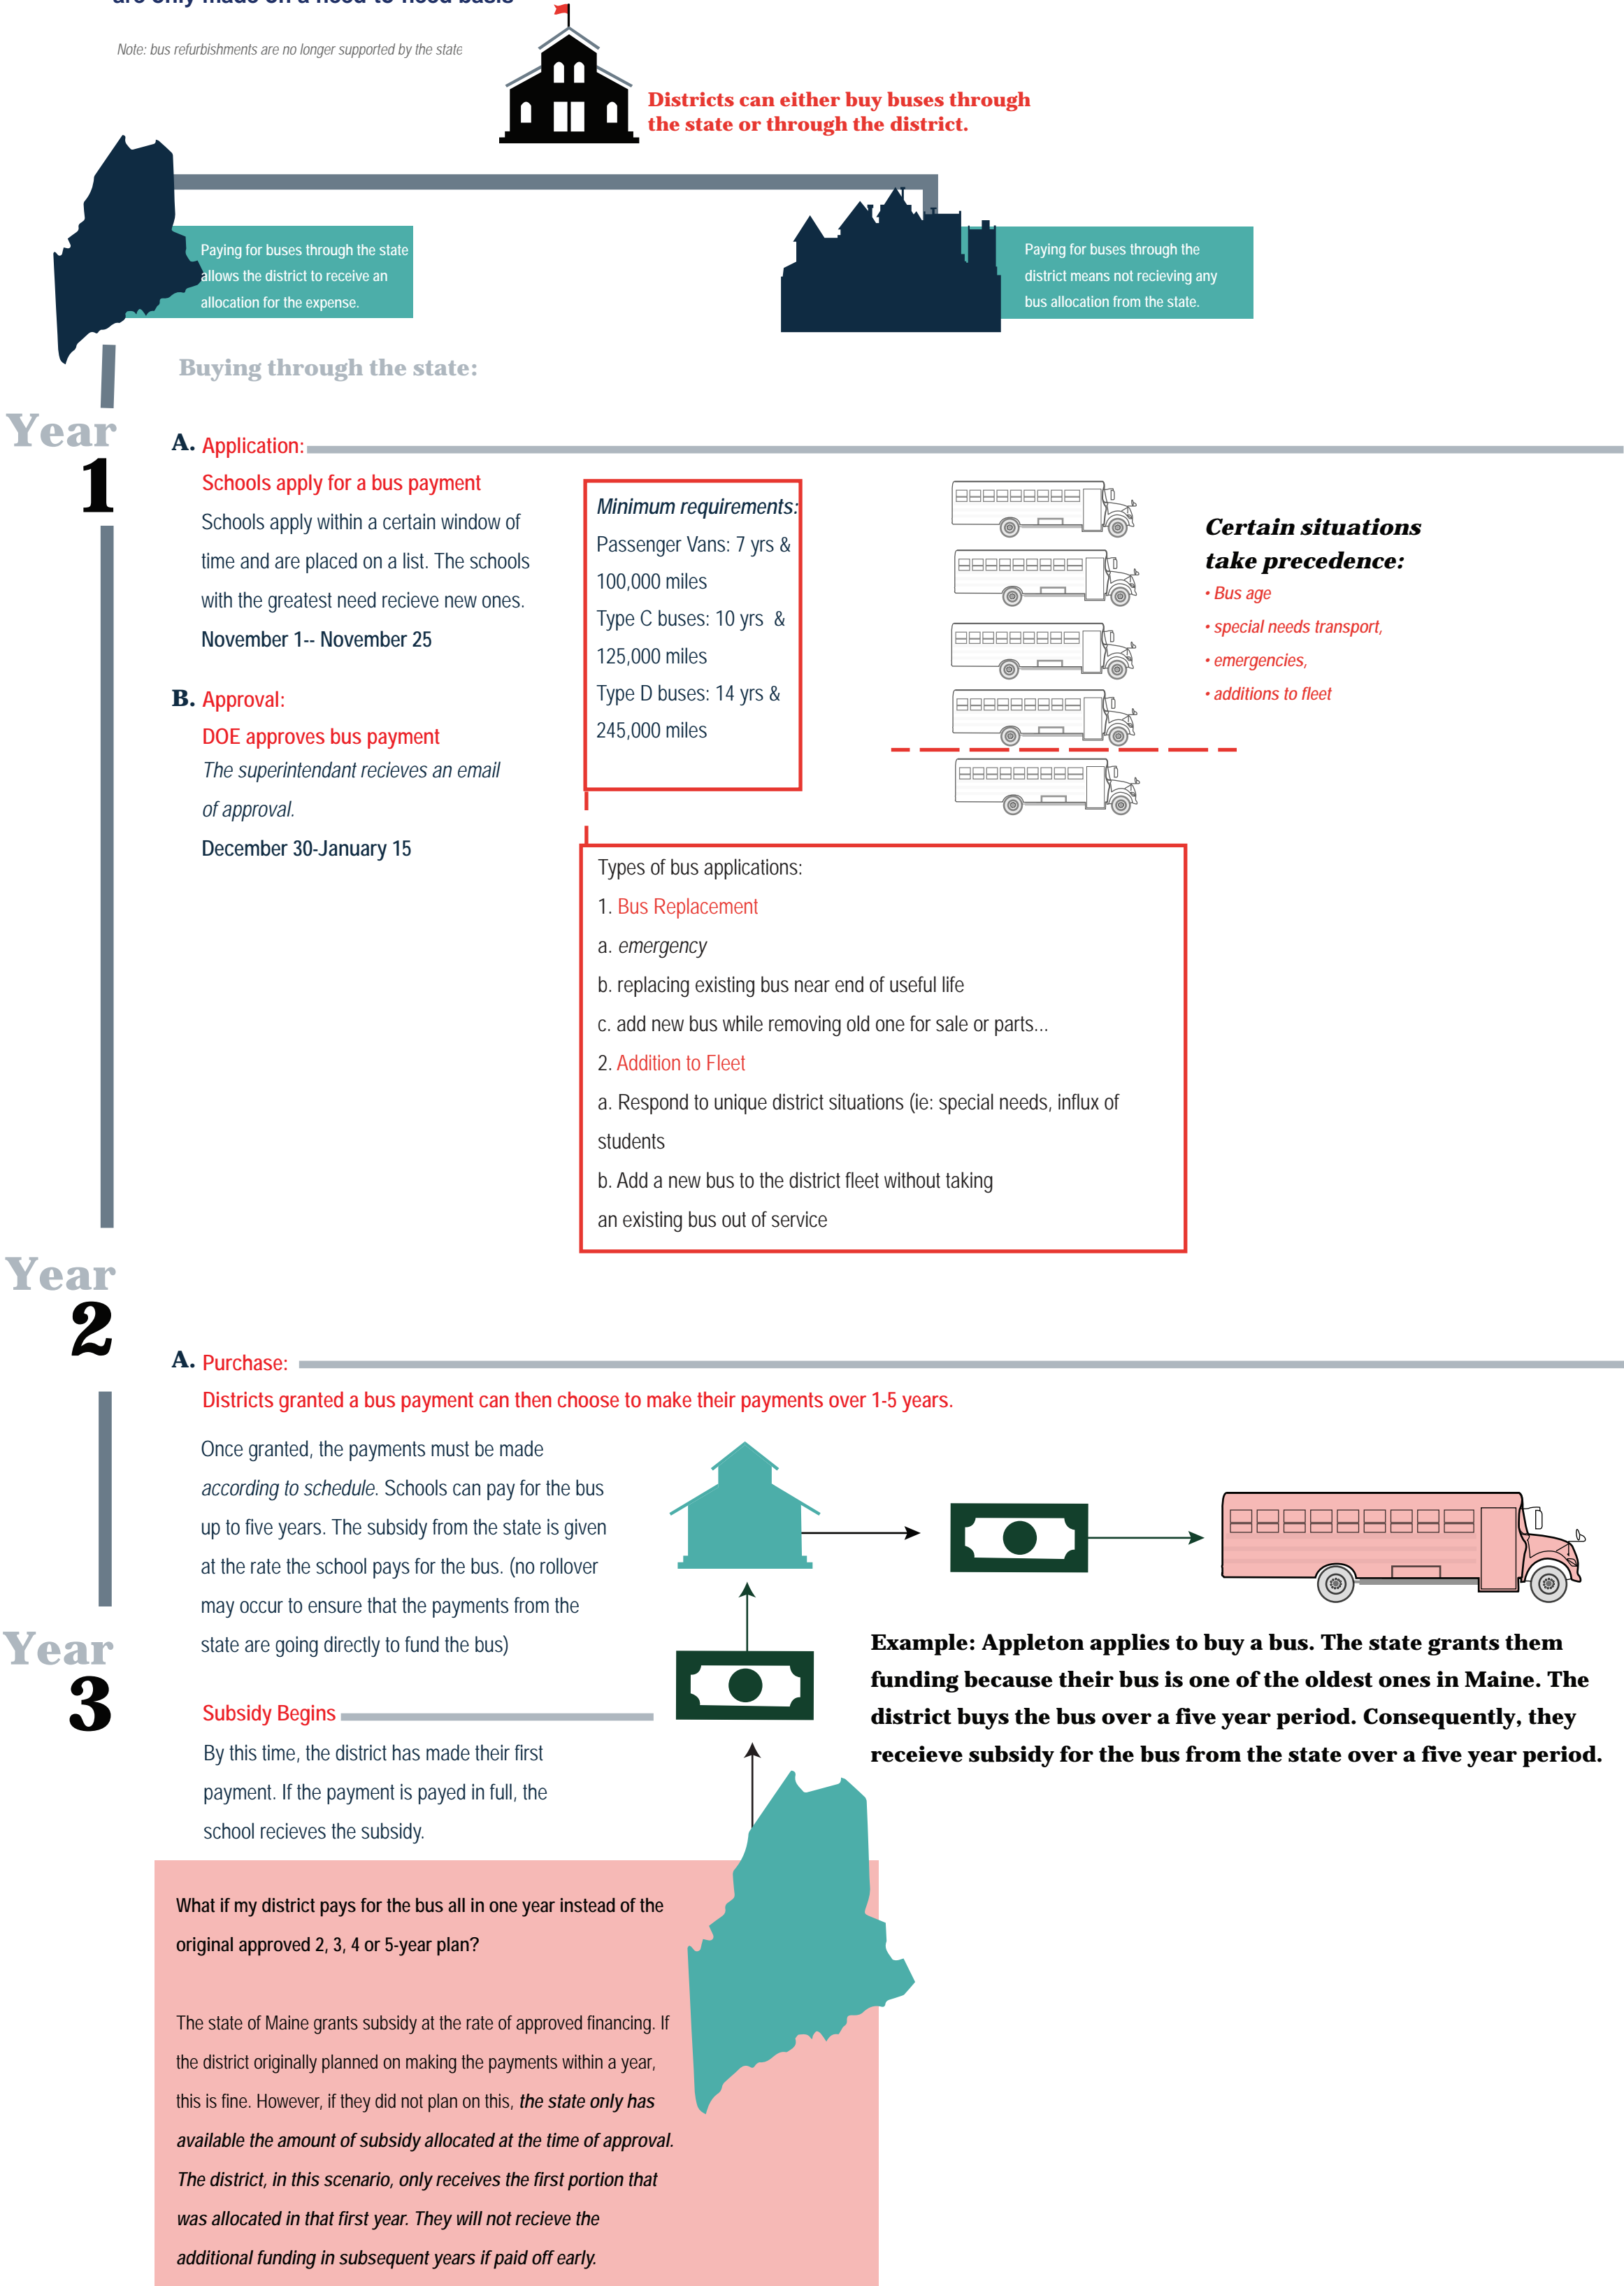 are only made on a need-to-need basis
Note: bus refurbishments are no longer supported by the state
Districts can either buy buses through
the state or through the district.
Paying for buses through the state
allows the district to receive an
allocation for the expense.
Paying for buses through the
district means not recieving any
bus allocation from the state.
Buying through the state:
Year
1
A. Application:
Schools apply for a bus payment
Schools apply within a certain window of
time and are placed on a list. The schools
with the greatest need recieve new ones.
November 1-- November 25
B. Approval:
DOE approves bus payment
The superintendant recieves an email
of approval.
December 30-January 15
Minimum requirements:
Passenger Vans: 7 yrs &
100,000 miles
Type C buses: 10 yrs &
125,000 miles
Type D buses: 14 yrs &
245,000 miles
Certain situations
take precedence:
• Bus age
• special needs transport,
• emergencies,
• additions to fleet
Types of bus applications:
1. Bus Replacement
a. emergency
b. replacing existing bus near end of useful life
c. add new bus while removing old one for sale or parts...
2. Addition to Fleet
a. Respond to unique district situations (ie: special needs, influx of
students
b. Add a new bus to the district fleet without taking
an existing bus out of service
Year
2
A. Purchase:
Districts granted a bus payment can then choose to make their payments over 1-5 years.
Once granted, the payments must be made
according to schedule. Schools can pay for the bus
up to five years. The subsidy from the state is given
at the rate the school pays for the bus. (no rollover
may occur to ensure that the payments from the
state are going directly to fund the bus)
Example: Appleton applies to buy a bus. The state grants them
funding because their bus is one of the oldest ones in Maine. The
district buys the bus over a five year period. Consequently, they
receieve subsidy for the bus from the state over a five year period.
Year
3
Subsidy Begins
By this time, the district has made their first
payment. If the payment is payed in full, the
school recieves the subsidy.
What if my district pays for the bus all in one year instead of the
original approved 2, 3, 4 or 5-year plan?
The state of Maine grants subsidy at the rate of approved financing. If
the district originally planned on making the payments within a year,
this is fine. However, if they did not plan on this, the state only has
available the amount of subsidy allocated at the time of approval.
The district, in this scenario, only receives the first portion that
was allocated in that first year. They will not recieve the
additional funding in subsequent years if paid off early.